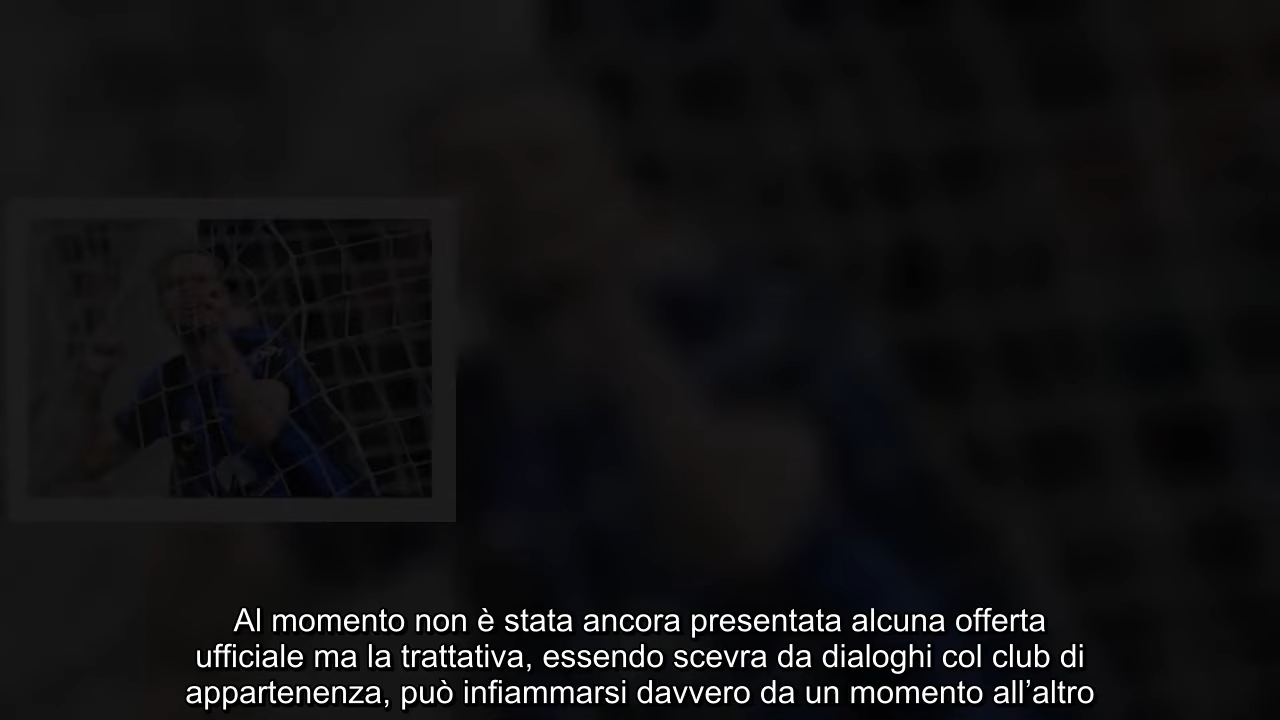 Al momento non è stata ancora presentata alcuna offerta
ufficiale ma la trattativa, essendo scevra da dialoghi col club di
appartenenza, può infiammarsi davvero da un momento all’altro